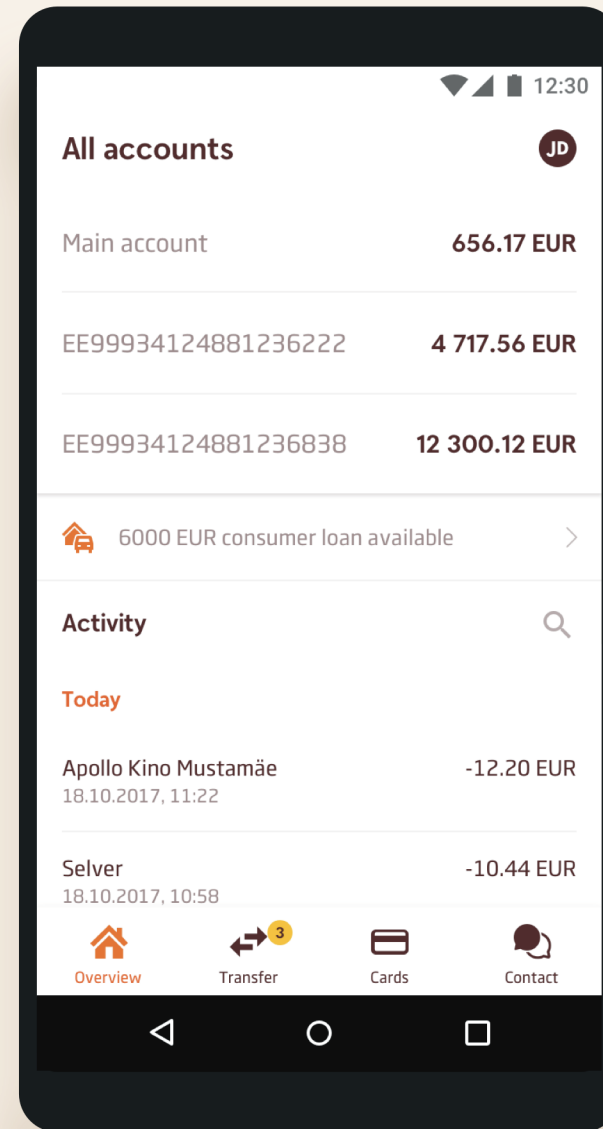 12:30
All accounts
JD
Main account 656.17 EUR
EE99934124881236222 4 717.56 EUR
EE99934124881236838 12 300.12 EUR
6000 EUR consumer loan available
Activity
Today
Apollo Kino Mustamäe -12.20 EUR
18.10.2017, 11:22
Selver -10.44 EUR
18.10.2017, 10:58
3
Overview Transfer Cards Contact